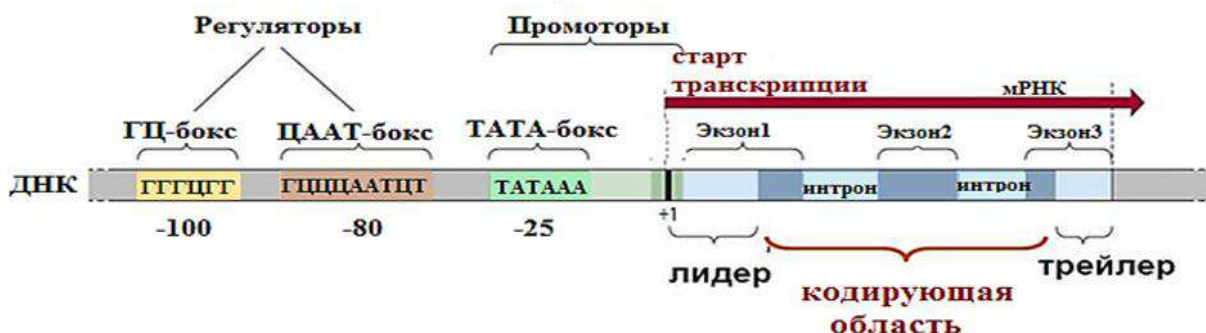 Регуляторы
Промоторы
старт
транскрипции
мРНК
ГЦ-бокс
ЦААТ-бокс
ТАТА-бокс
Экзон1
Экзон2
Экзон3
ДНК
ГГГЦГГ
ГЦЦЦААТЦТ
ТАТААА
интрон
интрон
-100
-80
-25
+1
лидер
трейлер
кодирующая
область